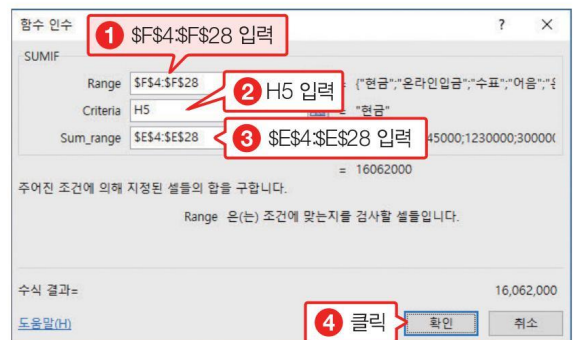 함수 인수 ? ×
1 $F$4:$F$28 입력
SUMIF
Range $F$4:$F$28 = {"현금";"온라인입금";"수표";"어음";"
2 H5 입력
Criteria H5 = "현금"
Sum_range $E$4:$E$28 45000;1230000;30000
3 $E$4:$E$28 입력
= 16062000
주어진 조건에 의해 지정된 셀들의 합을 구합니다.
Range 은(는) 조건에 맞는지를 검사할 셀들입니다.
수식 결과= 16,062,000
도움말(H) 4 클릭 확인 취소